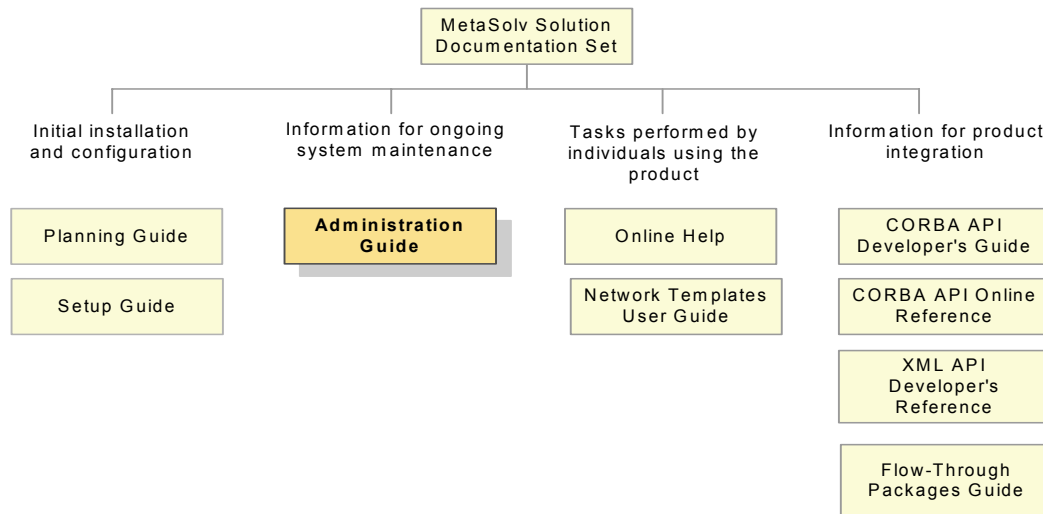 MetaSolv Solution
Documentation Set
Initial installation
and configuration
Information for ongoing
system maintenance
Tasks performed by
individuals using the
product
Information for product
integration
Planning Guide
Setup Guide
Administration
Guide
Online Help
Network Templates
User Guide
CORBA API
Developer's Guide
CORBA API Online
Reference
XML API
Developer's
Reference
Flow-Through
Packages Guide